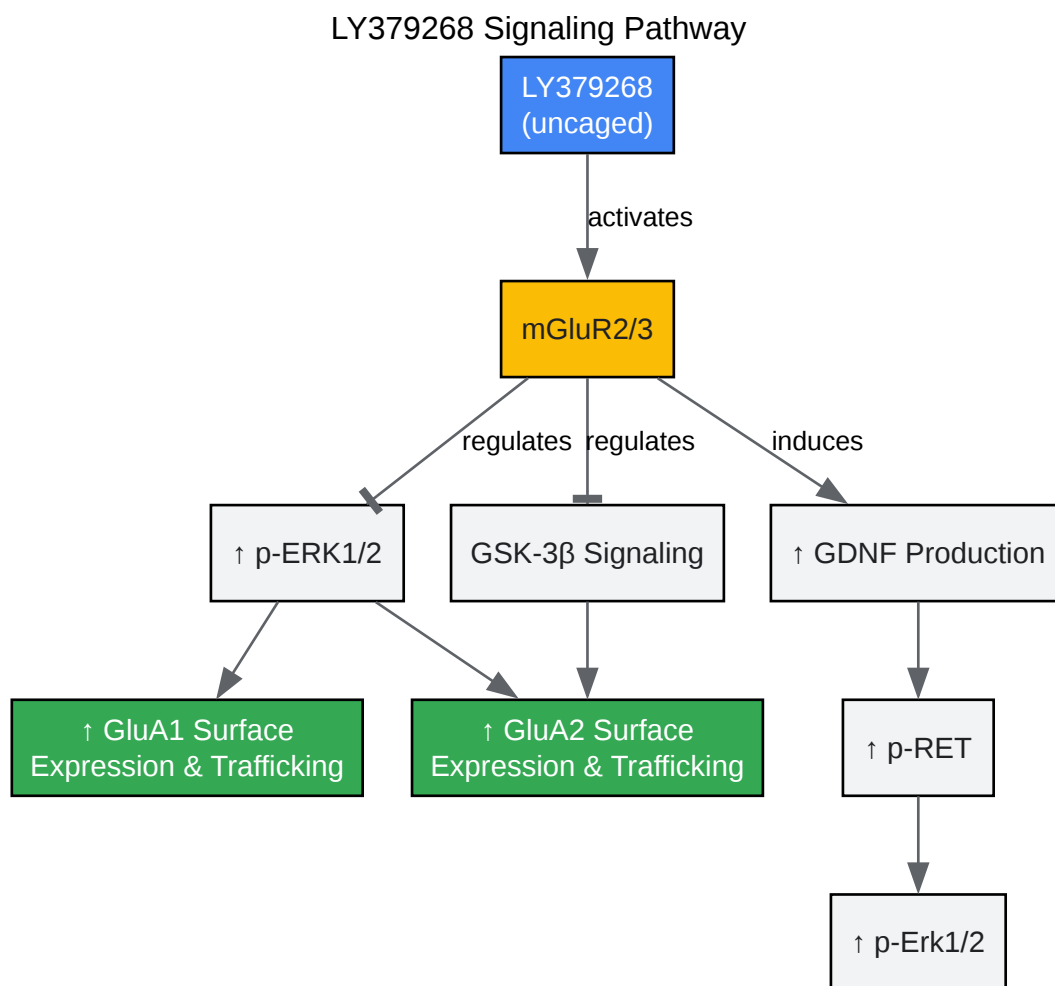 LY379268 Signaling Pathway
LY379268
(uncaged)
activates
mGluR2/3
regulates
regulates
induces
↑ p-ERK1/2
GSK-3β Signaling
↑ GDNF Production
↑ GluA1 Surface
Expression & Trafficking
↑ GluA2 Surface
Expression & Trafficking
↑ p-RET
↑ p-Erk1/2